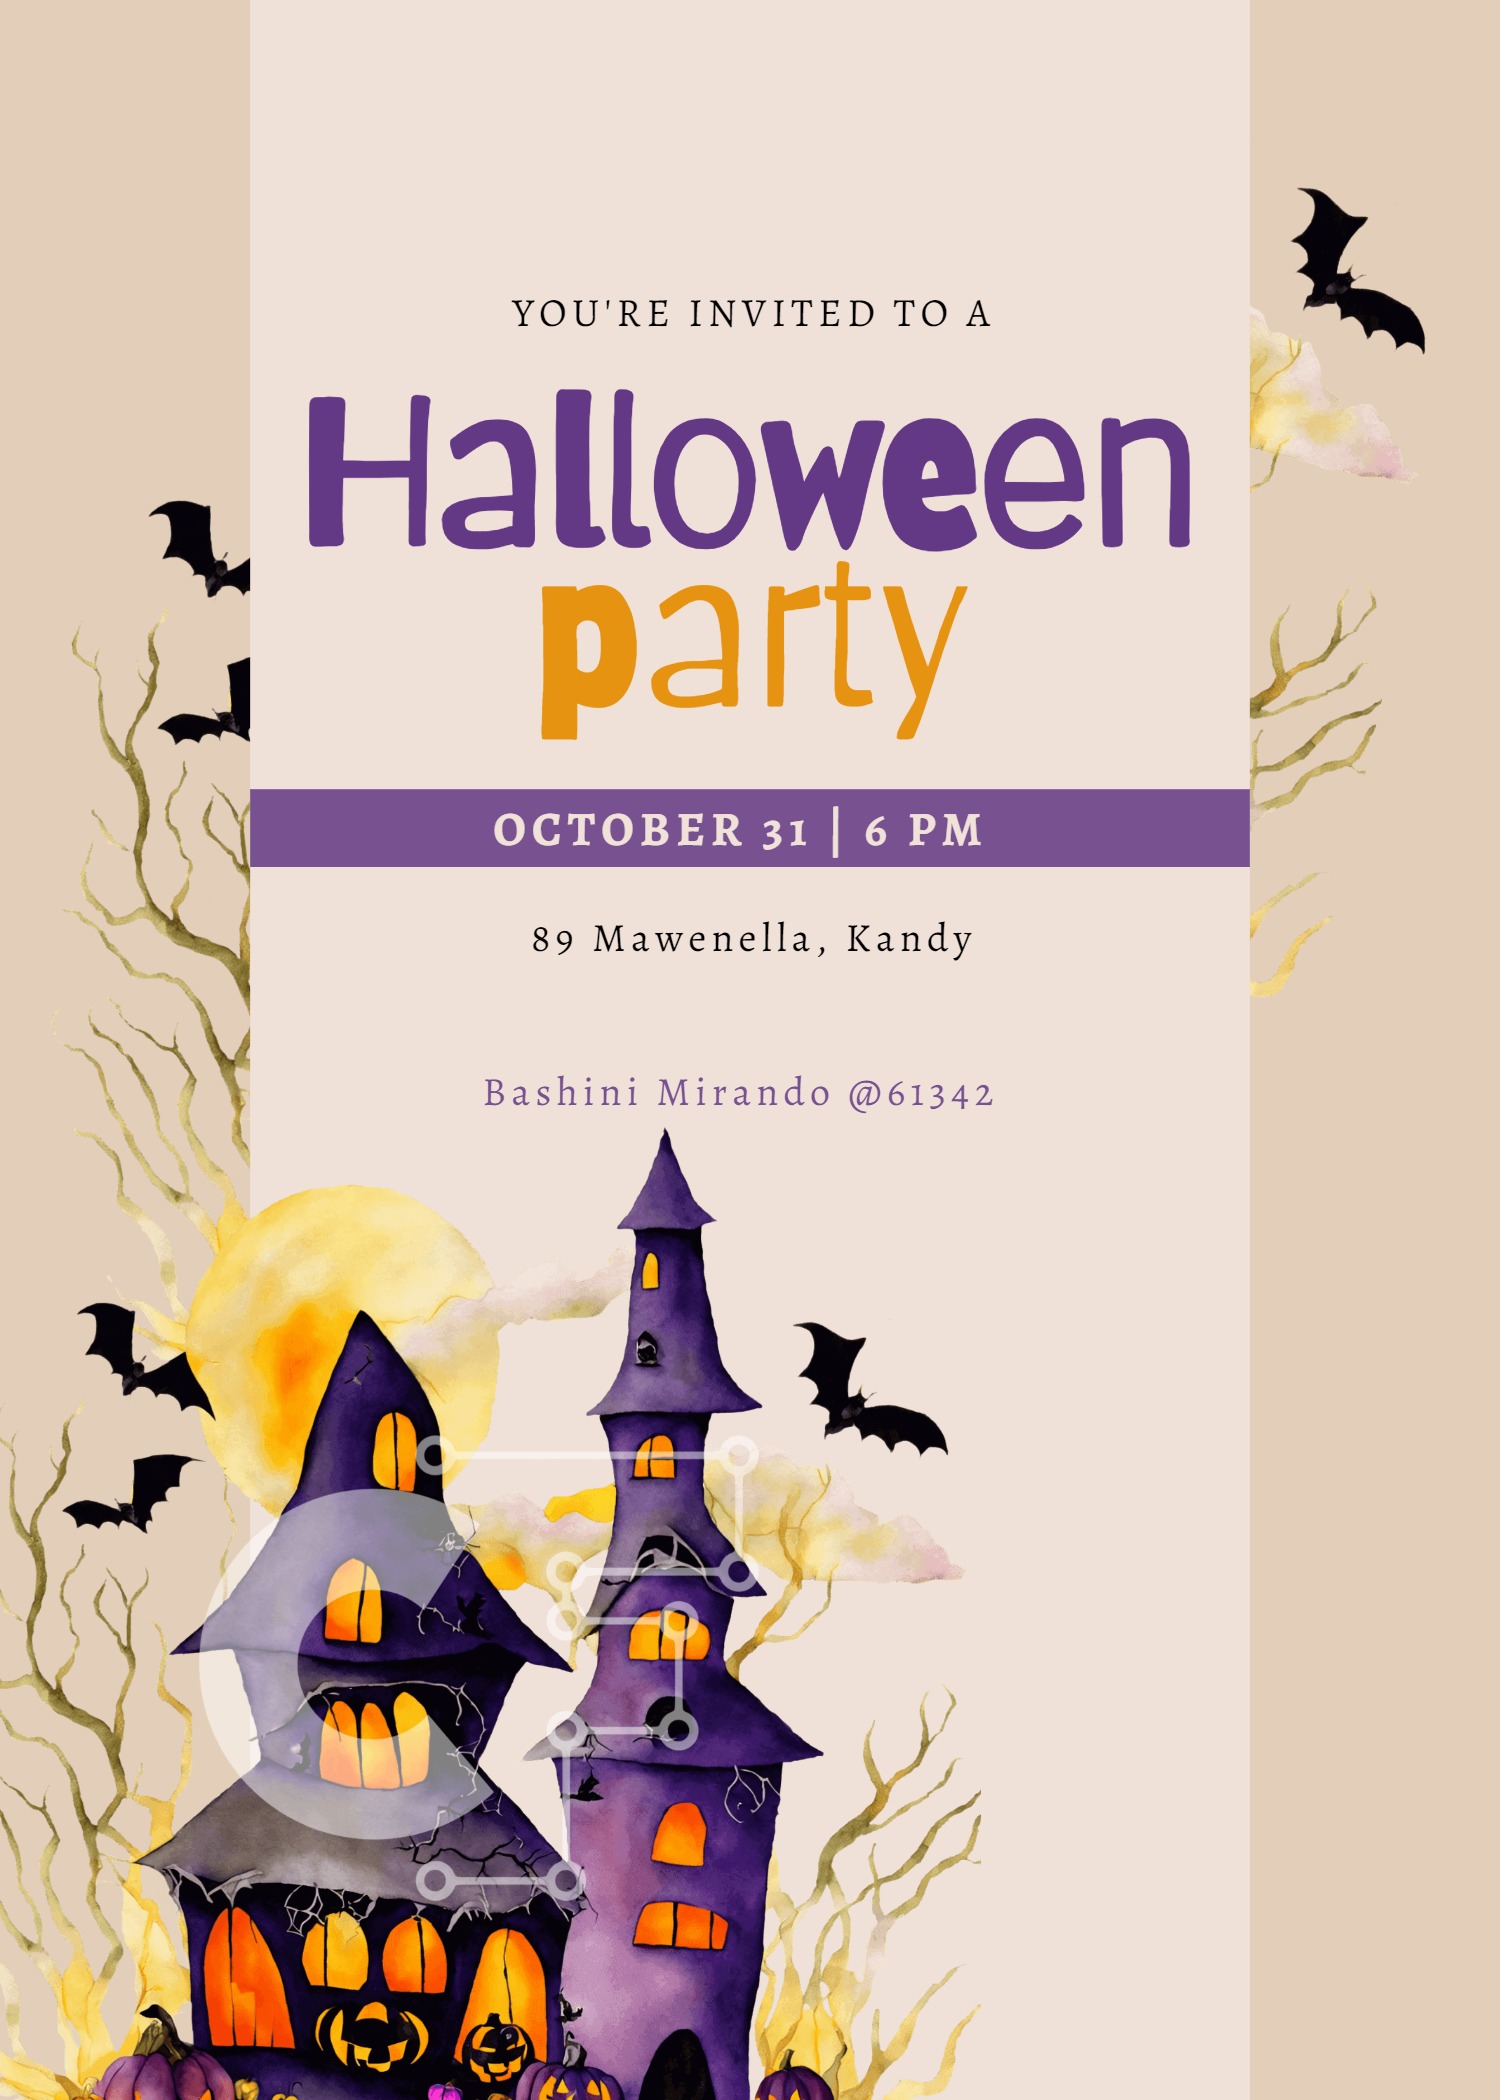 YOU'RE INVITED TO A
Halloween
party
OCTOBER 31 | 6 PM
89 Mawenella, Kandy
Bashini Mirando @61342